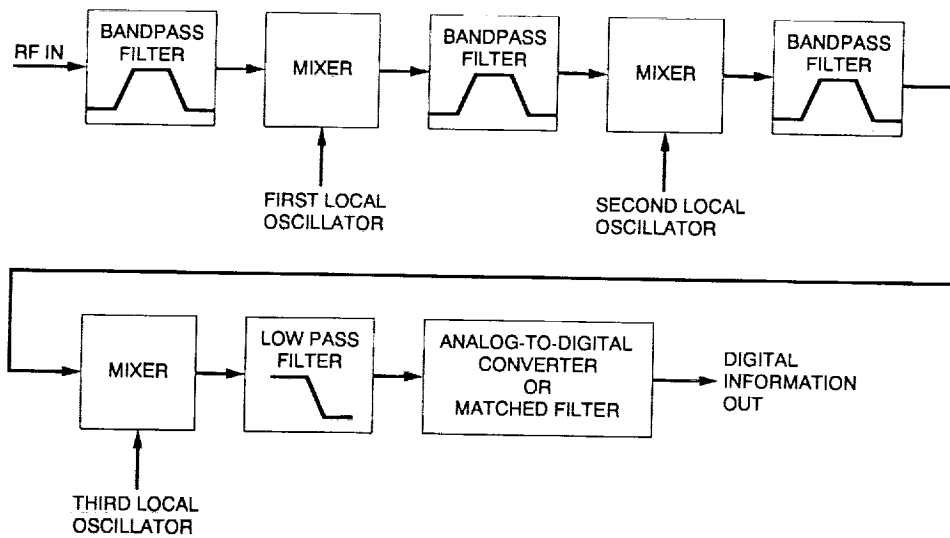 RF IN
BANDPASS
FILTER
MIXER
BANDPASS
FILTER
MIXER
BANDPASS
FILTER
FIRST LOCAL
OSCILLATOR
SECOND LOCAL
OSCILLATOR
MIXER
LOW PASS
FILTER
ANALOG-TO-DIGITAL
CONVERTER
OR
MATCHED FILTER
DIGITAL
INFORMATION
OUT
THIRD LOCAL
OSCILLATOR